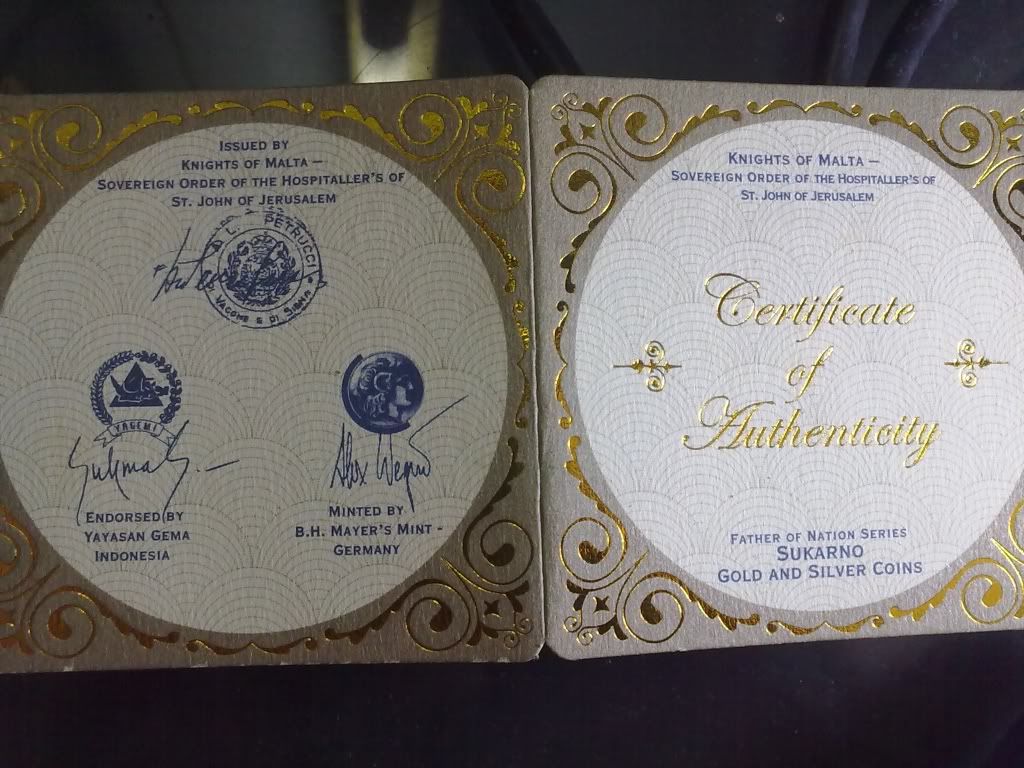 ISSUED BY
KNIGHTS OF MALTA –
SOVEREIGN ORDER OF THE HOSPITALLER'S OF
ST. JOHN OF JERUSALEM
L. PETRUCCI
YAGEMI
ENDORSED BY
YAYASAN GEMA
INDONESIA
MINTED BY
B.H. MAYER'S MINT -
GERMANY
KNIGHTS OF MALTA –
SOVEREIGN ORDER OF THE HOSPITALLER'S OF
ST. JOHN OF JERUSALEM
Certificate
of
Authenticity
FATHER OF NATION SERIES
SUKARNO
GOLD AND SILVER COINS